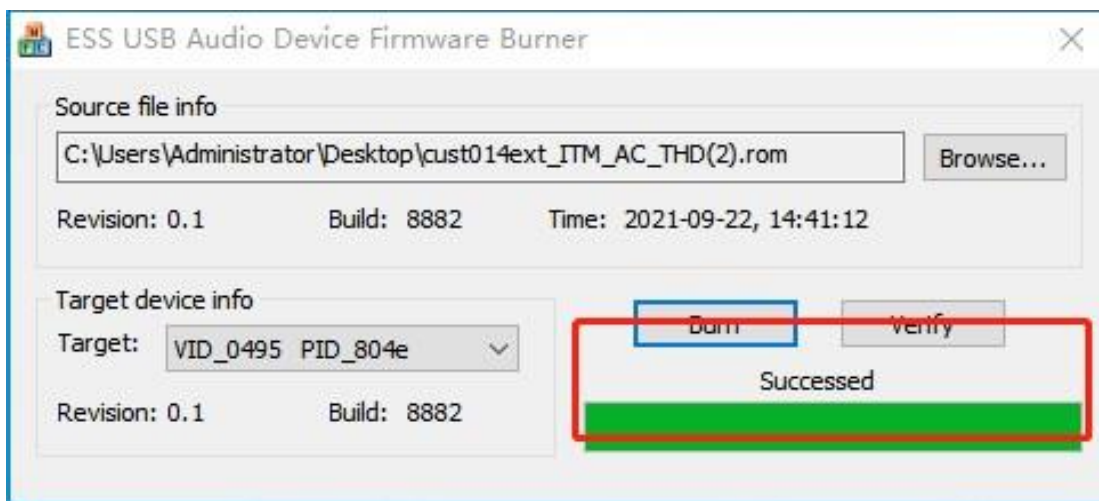 ESS USB Audio Device Firmware Burner
Source file info
C:\Users\Administrator\Desktop\cust014ext_ITM_AC_THD(2).rom
Browse...
Revision: 0.1 Build: 8882 Time: 2021-09-22, 14:41:12
Target device info
Target: VID_0495 PID_804e
Revision: 0.1 Build: 8882
Burn Verify
Successed